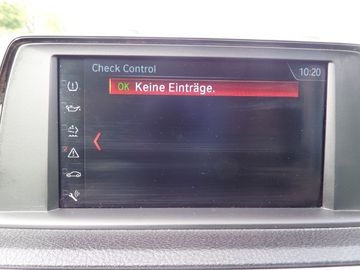 Check Control
10:20
OK Keine Einträge.